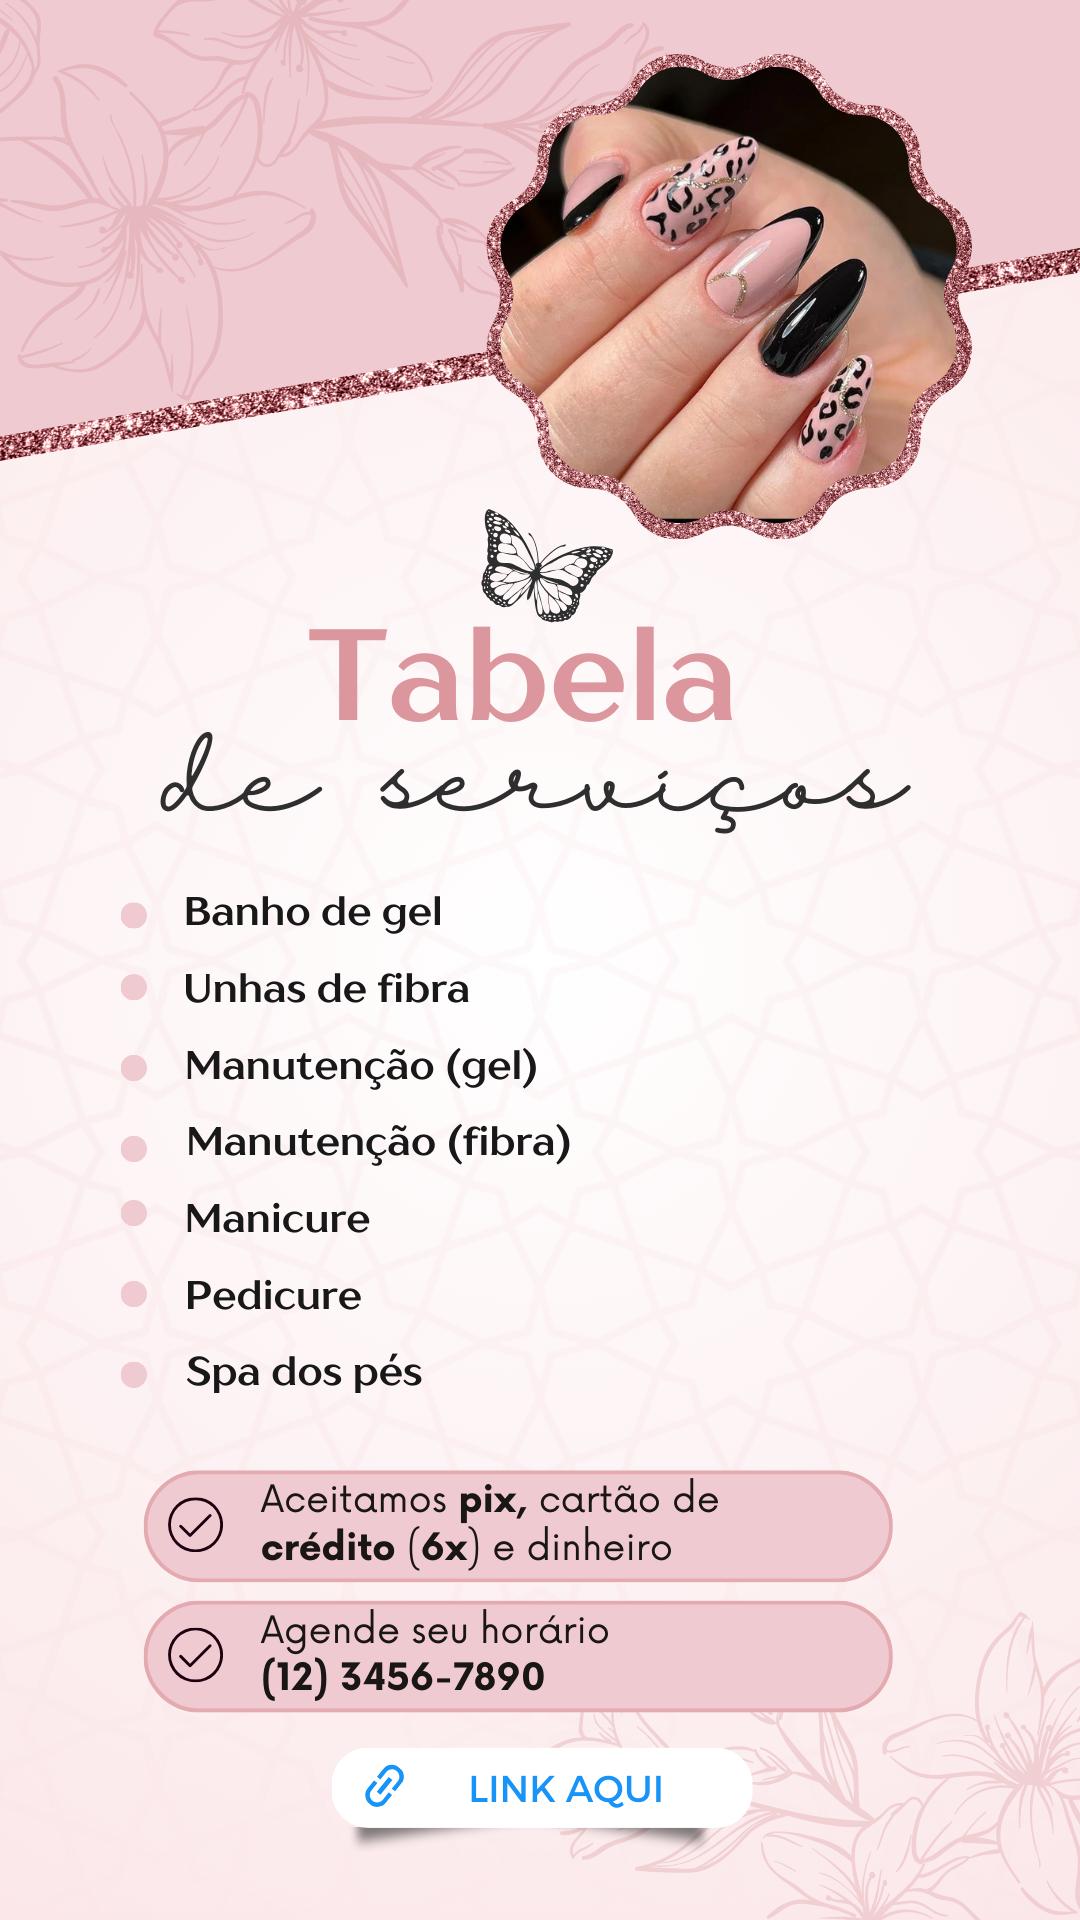 Tabela
de serviços
Banho de gel
Unhas de fibra
Manutenção (gel)
Manutenção (fibra)
Manicure
Pedicure
Spa dos pés
Aceitamos pix, cartão de
crédito (6x) e dinheiro
Agende seu horário
(12) 3456-7890
LINK AQUI